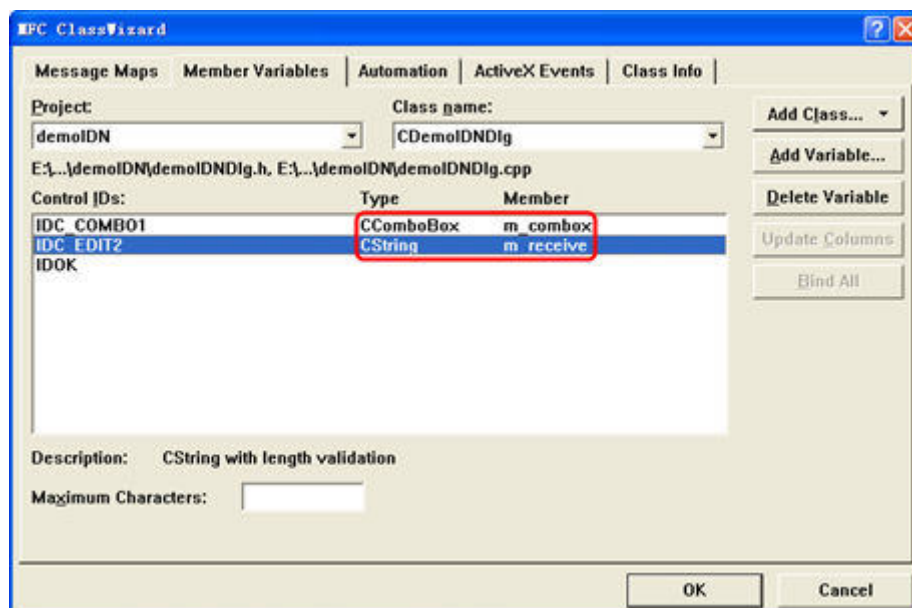 MFC ClassWizard
Message Maps Member Variables Automation ActiveX Events Class Info
Project: Class name:
demoIDN CDemoIDNDlg
E:\...\demoIDN\demoIDNDlg.h, E:\...\demoIDN\demoIDNDlg.cpp
Control IDs: Type Member
IDC_COMBO1 CComboBox m_combox
IDC_EDIT2 CString m_receive
IDOK
Add Class...
Add Variable...
Delete Variable
Update Columns
Bind All
Description: CString with length validation
Maximum Characters:
OK Cancel